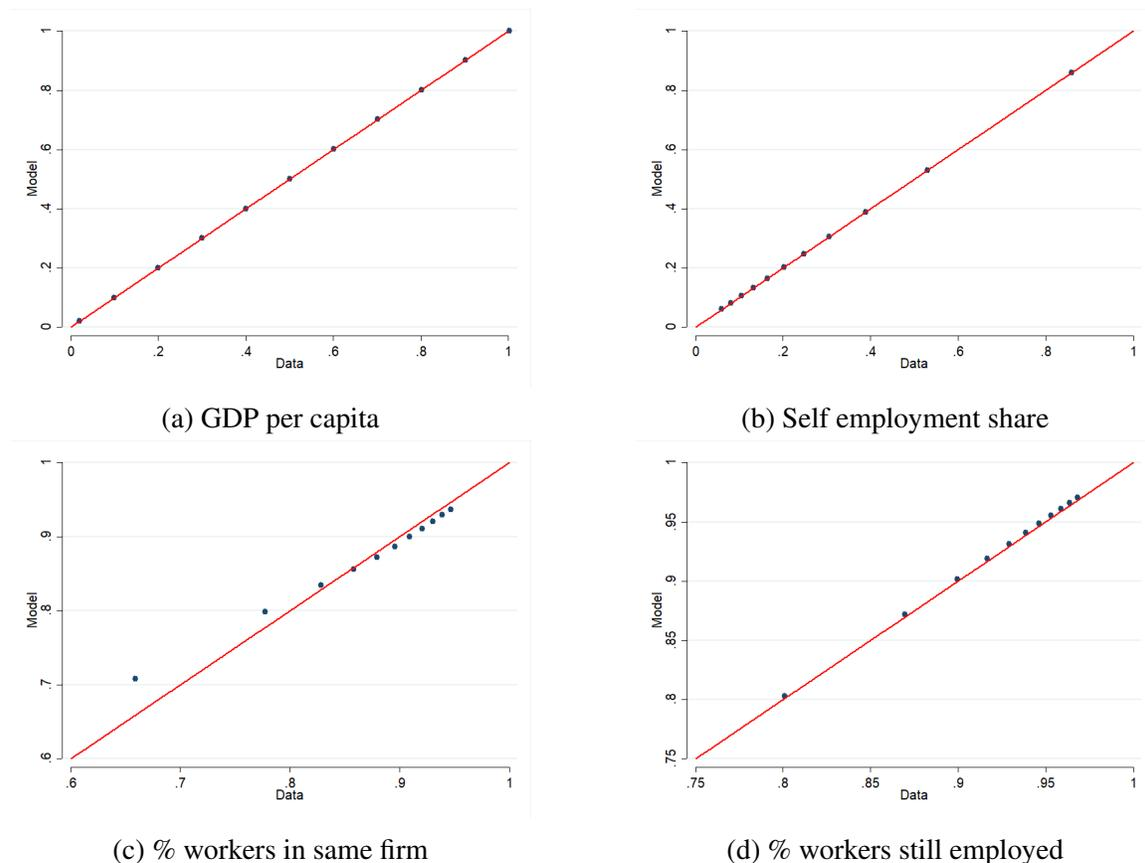 1
.8
.6
.4
.2
0
Model
0 .2 .4 .6 .8 1
Data
(a) GDP per capita
1
.8
.6
.4
.2
0
Model
0 .2 .4 .6 .8 1
Data
(b) Self employment share
1
.9
.8
.7
.6
Model
.6 .7 .8 .9 1
Data
(c) % workers in same firm
1
.95
.9
.85
.8
.75
Model
.75 .8 .85 .9 .95 1
Data
(d) % workers still employed